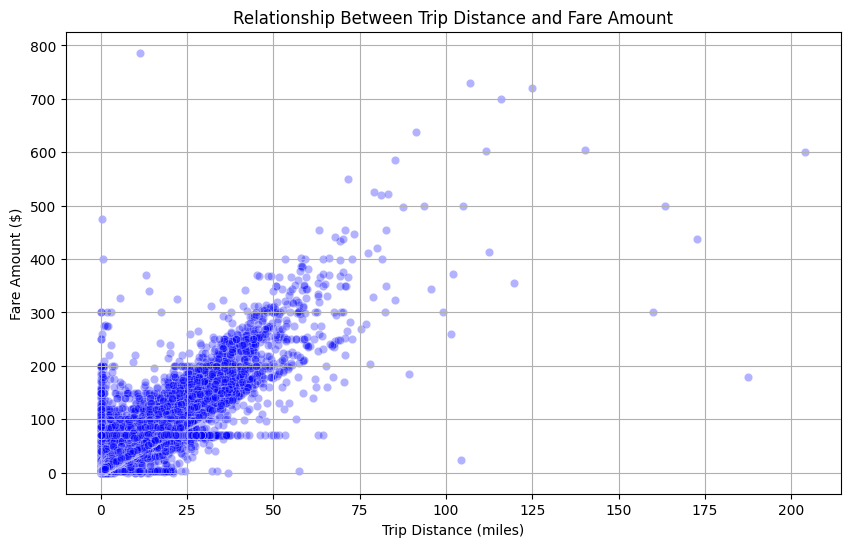 Relationship Between Trip Distance and Fare Amount
800
700
600
500
400
300
200
100
0
Fare Amount ($)
0 25 50 75 100 125 150 175 200
Trip Distance (miles)